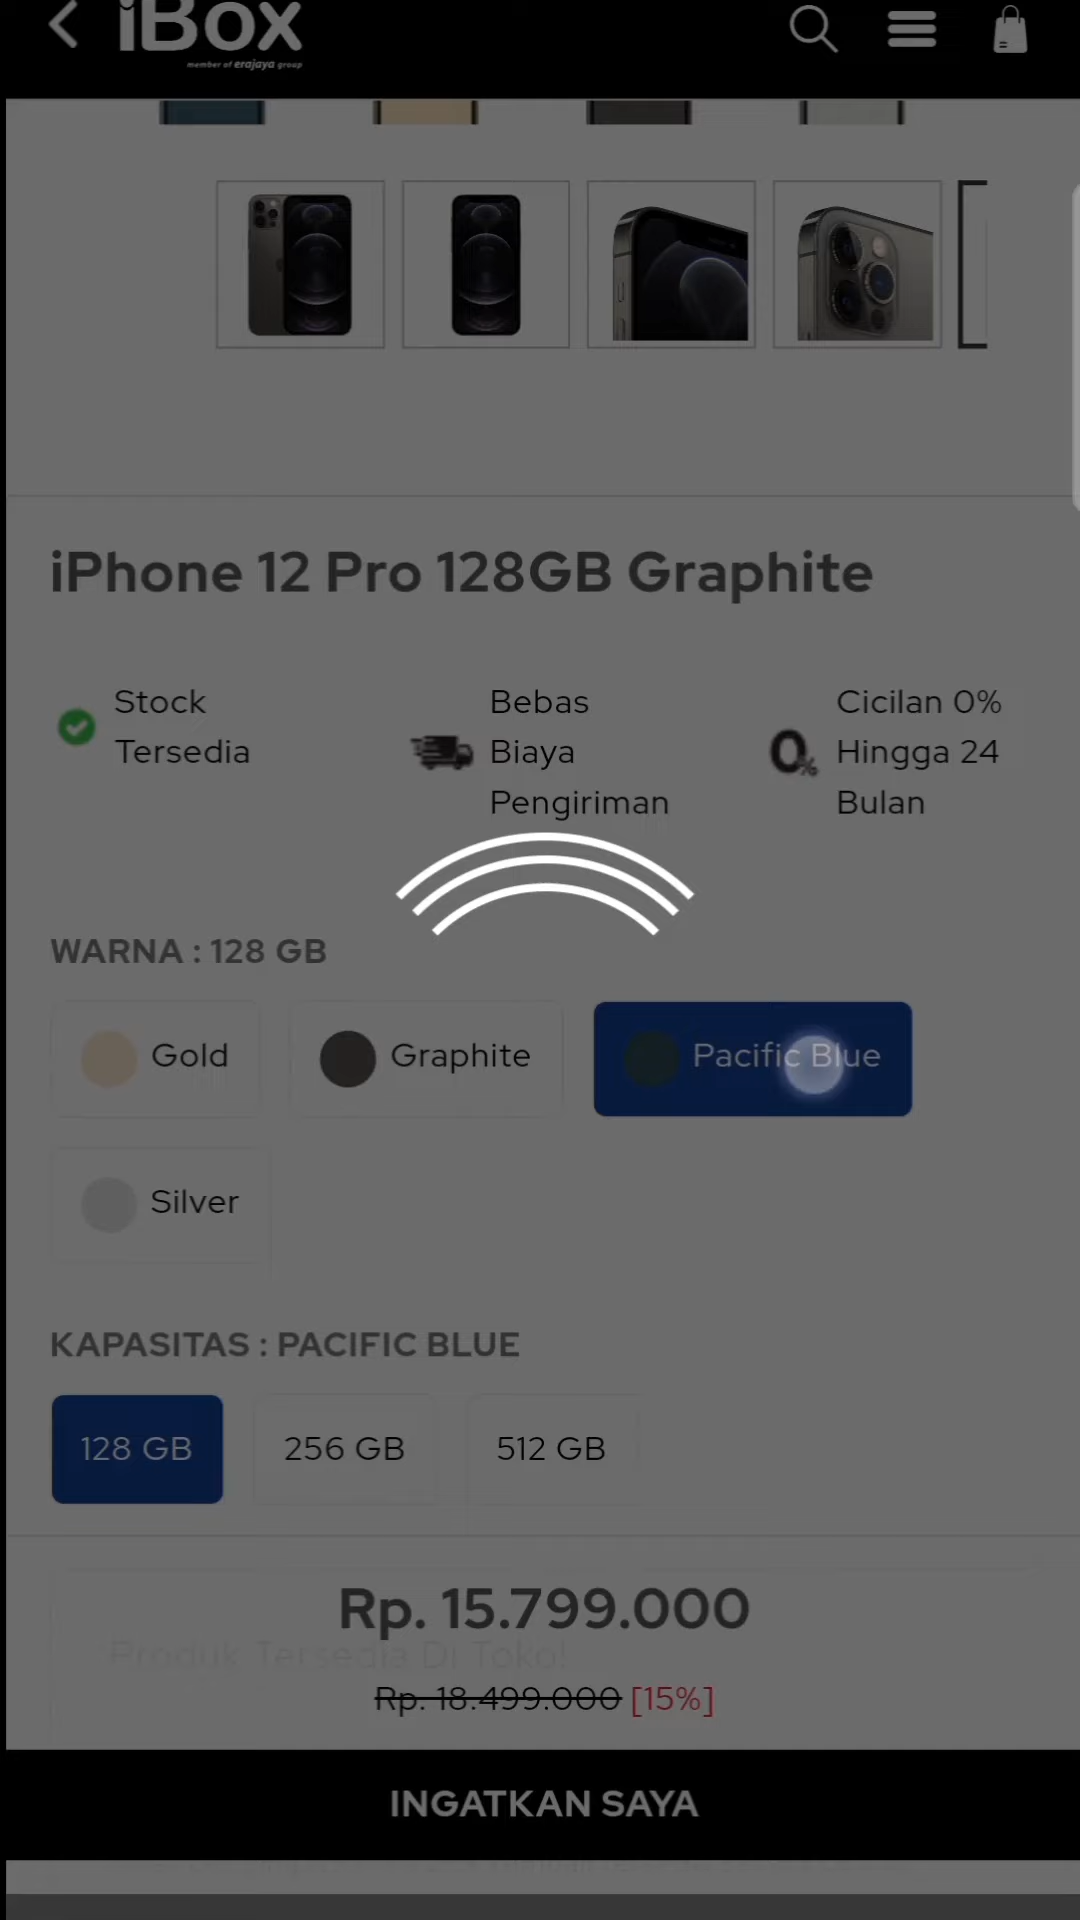 iBox
member of erajaya group
iPhone 12 Pro 128GB Graphite
Stock
Tersedia
Bebas
Biaya
Pengiriman
0%
Cicilan 0%
Hingga 24
Bulan
WARNA : 128 GB
Gold
Graphite
Pacific Blue
Silver
KAPASITAS : PACIFIC BLUE
128 GB
256 GB
512 GB
Rp. 15.799.000
Produk Tersedia Di Toko!
Rp. 18.499.000 [15%]
INGATKAN SAYA